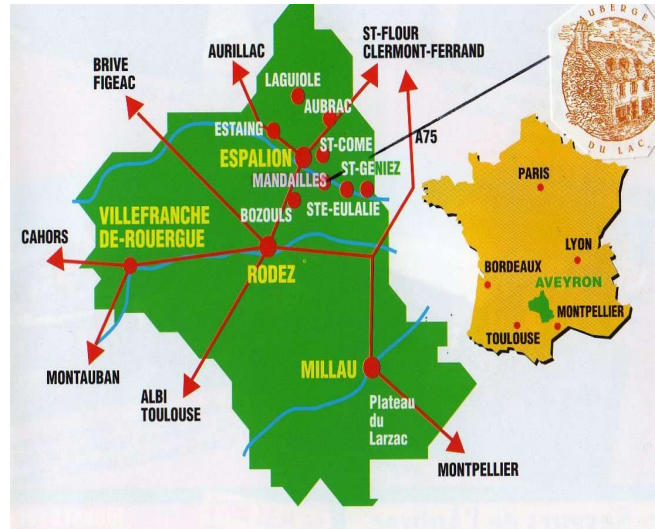 AUBERGE
DU LAC.
ST-FLOUR
CLERMONT-FERRAND
AURILLAC
BRIVE
FIGEAC
LAGUIOLE
AUBRAC
ESTAING
ST-COME
A75
ESPALION
ST-GENIEZ
MANDAILLES
BOZOULS
STE-EULALIE
VILLEFRANCHE
DE-ROUERGUE
CAHORS
RODEZ
MONTAUBAN
ALBI
TOULOUSE
MILLAU
Plateau
du
Larzac
MONTPELLIER
PARIS
LYON
BORDEAUX
AVEYRON
MONTPELLIER
TOULOUSE